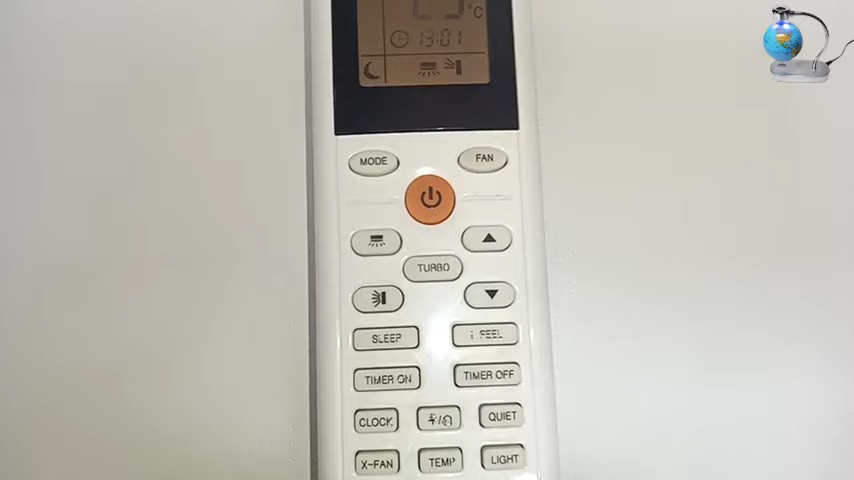 °C
13:01
MODE FAN
TURBO
SLEEP I FEEL
TIMER ON TIMER OFF
CLOCK QUIET
X-FAN TEMP LIGHT